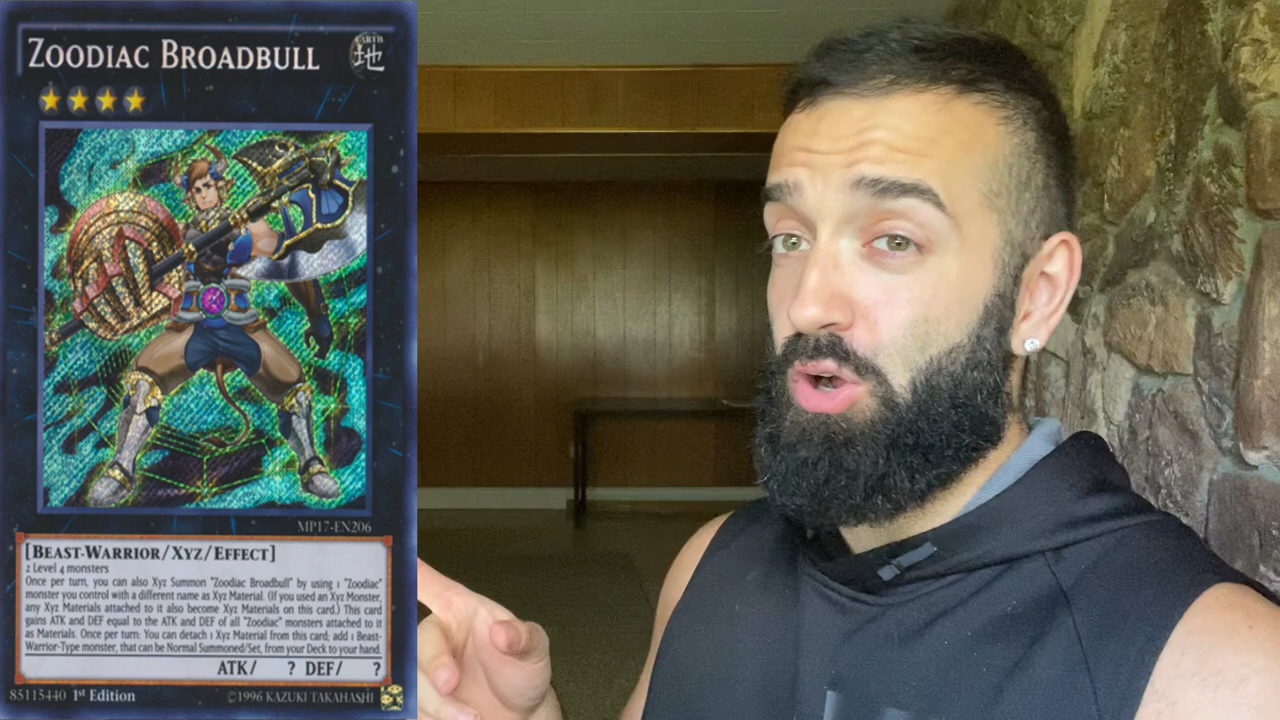 ZOODIAC BROADBULL
EARTH
地
MP17-EN206
[BEAST-WARRIOR/XYZ/EFFECT]
2 Level 4 monsters
Once per turn, you can also Xyz Summon "Zoodiac Broadbull" by using 1 "Zoodiac"
monster you control with a different name as Xyz Material. (If you used an Xyz Monster,
any Xyz Materials attached to it also become Xyz Materials on this card.) This card
gains ATK and DEF equal to the ATK and DEF of all "Zoodiac" monsters attached to it
as Materials. Once per turn: You can detach 1 Xyz Material from this card; add 1 Beast-
Warrior-Type monster, that can be Normal Summoned/Set, from your Deck to your hand.
ATK/ ? DEF/ ?
85115440 1st Edition ©1996 KAZUKI TAKAHASHI